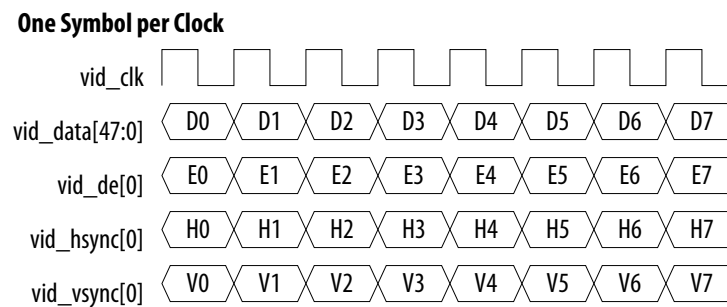 One Symbol per Clock
vid_clk
vid_data[47:0] D0 D1 D2 D3 D4 D5 D6 D7
vid_de[0] E0 E1 E2 E3 E4 E5 E6 E7
vid_hsync[0] H0 H1 H2 H3 H4 H5 H6 H7
vid_vsync[0] V0 V1 V2 V3 V4 V5 V6 V7